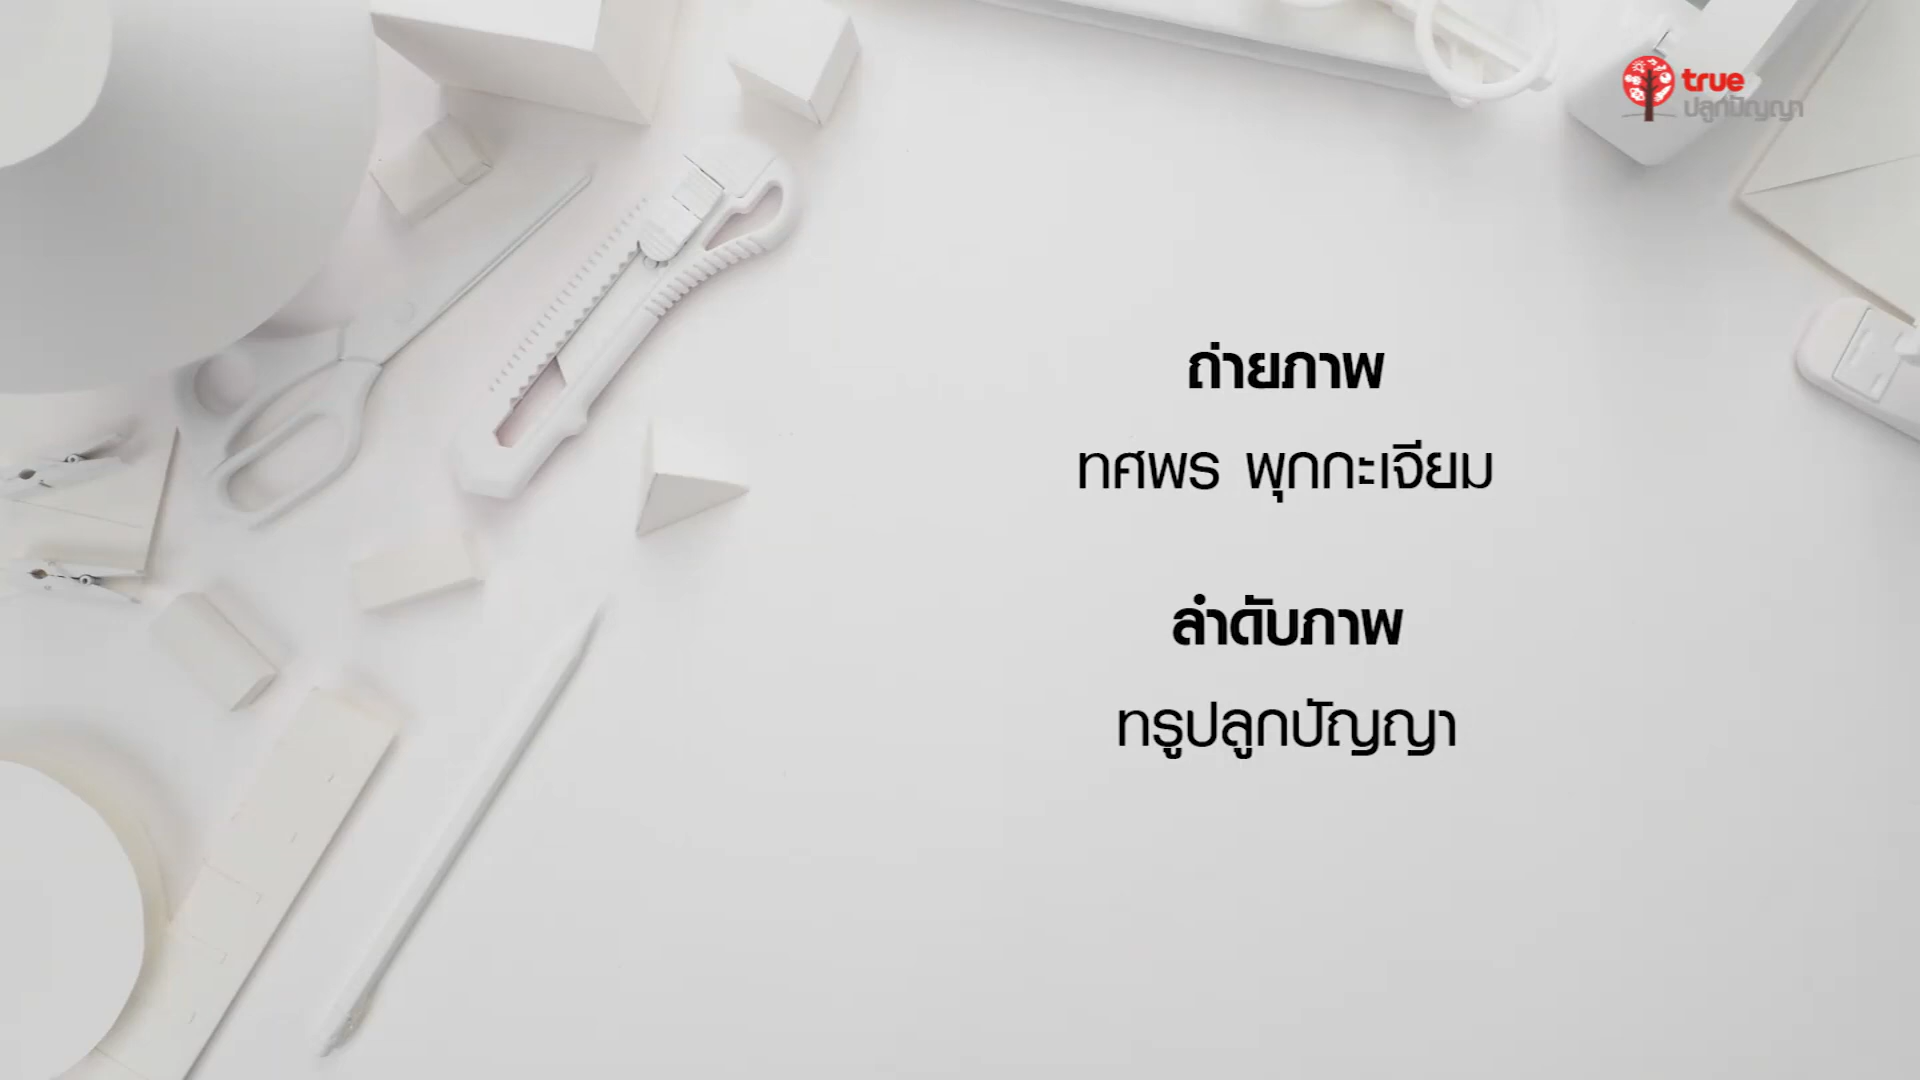 true
ปลูกปัญญา
ถ่ายภาพ
ทศพร พุกกะเจียม
ลำดับภาพ
ทรูปลูกปัญญา